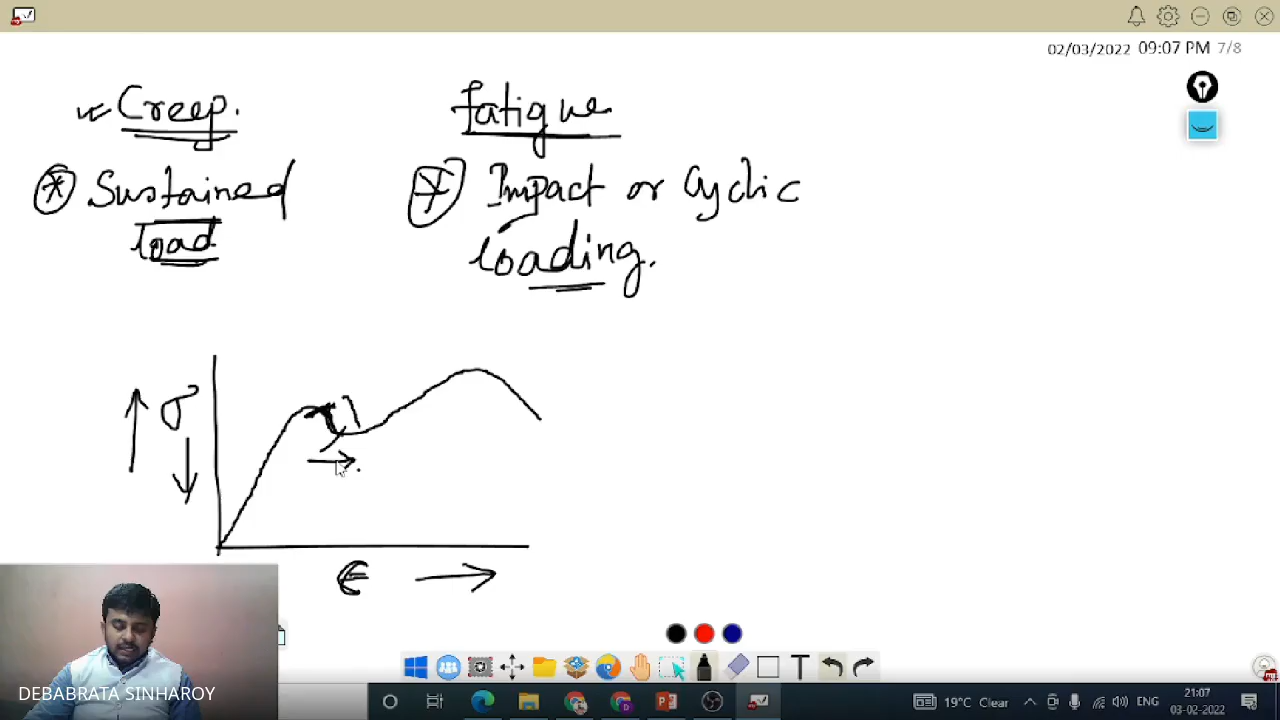 02/03/2022 09:07 PM 7/8
Creep.
Fatigue
Sustained
load
Impact or Cyclic
loading.
σ
ϵ
DEBABRATA SINHAROY
T
19°C Clear
ENG
21:07
03-02-2022